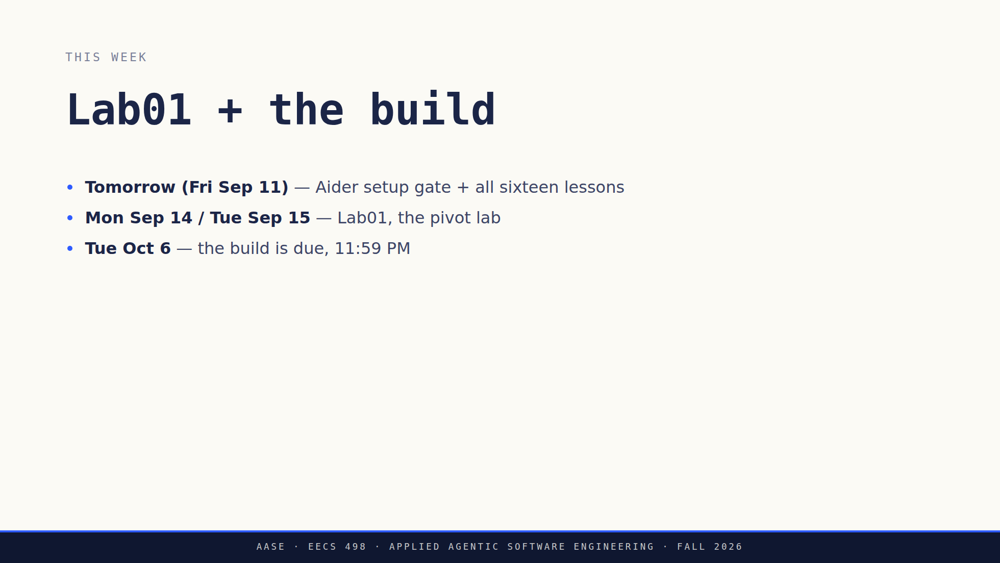 THIS WEEK
Lab01 + the build
• Tomorrow (Fri Sep 11) — Aider setup gate + all sixteen lessons
• Mon Sep 14 / Tue Sep 15 — Lab01, the pivot lab
• Tue Oct 6 — the build is due, 11:59 PM
AASE · EECS 498 · APPLIED AGENTIC SOFTWARE ENGINEERING · FALL 2026